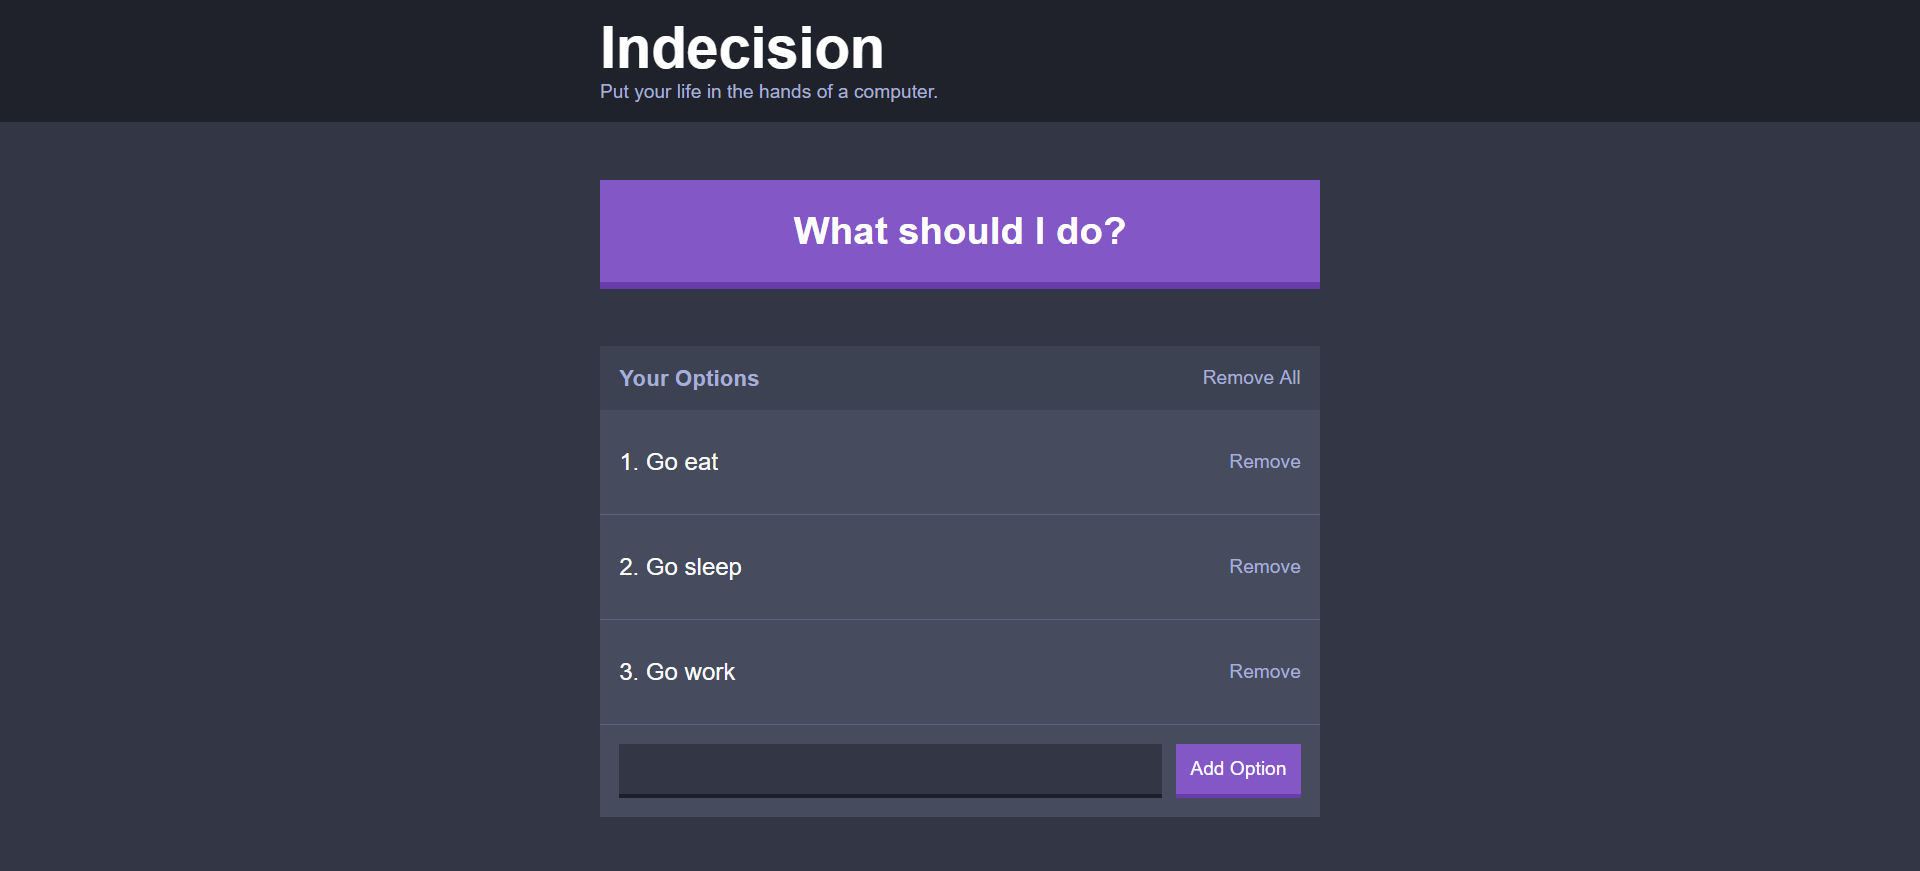 Indecision
Put your life in the hands of a computer.
What should I do?
Your Options Remove All
1. Go eat Remove
2. Go sleep Remove
3. Go work Remove
Add Option